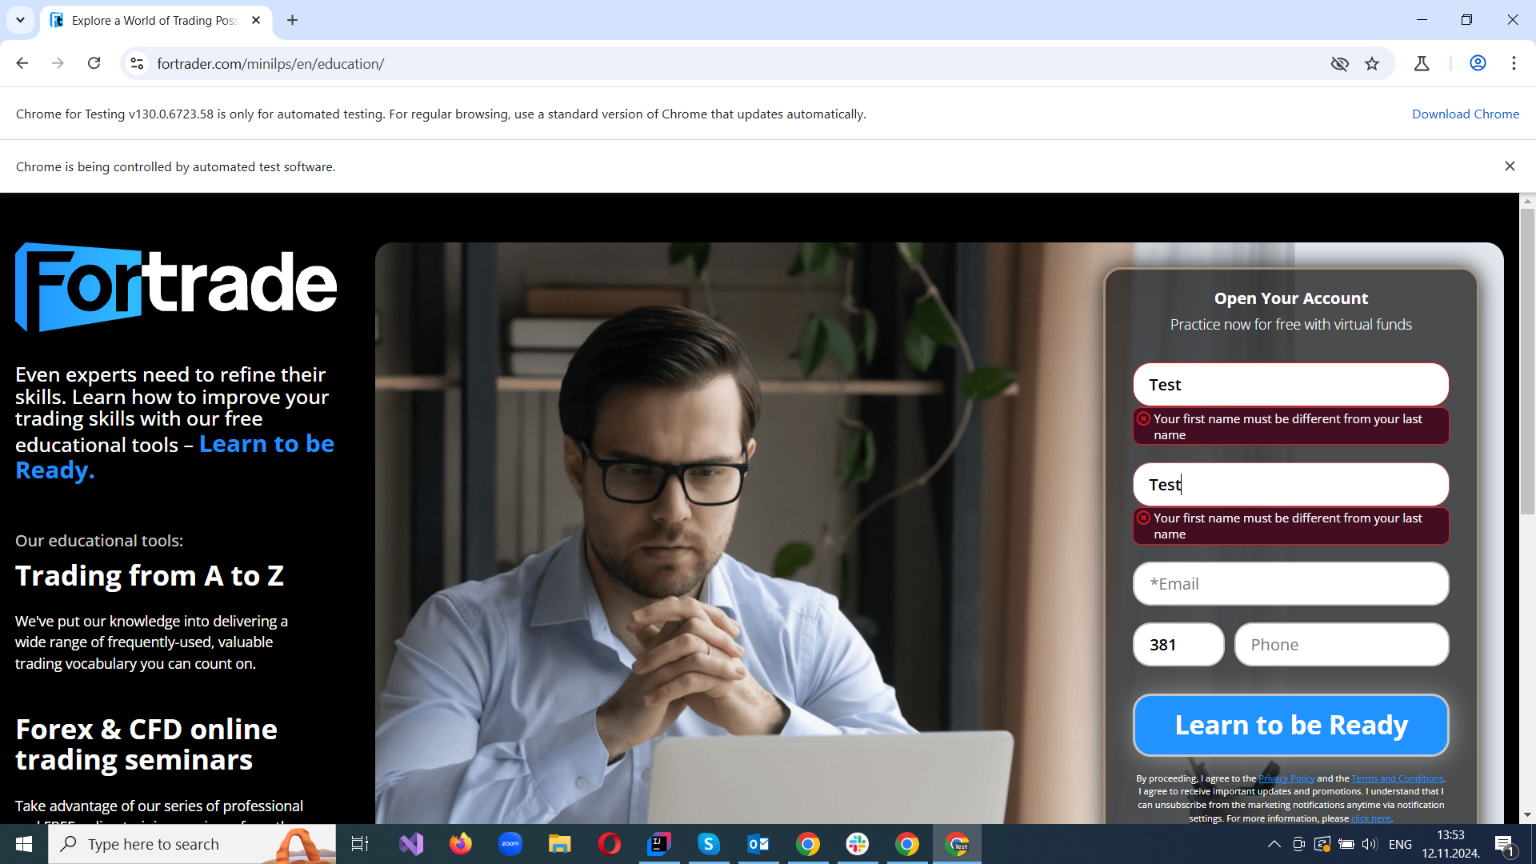 Explore a World of Trading Poss
fortrader.com/minilps/en/education/
Chrome for Testing v130.0.6723.58 is only for automated testing. For regular browsing, use a standard version of Chrome that updates automatically.
Download Chrome
Chrome is being controlled by automated test software.
Fortrade
Even experts need to refine their
skills. Learn how to improve your
trading skills with our free
educational tools – Learn to be
Ready.
Our educational tools:
Trading from A to Z
We've put our knowledge into delivering a
wide range of frequently-used, valuable
trading vocabulary you can count on.
Forex & CFD online
trading seminars
Take advantage of our series of professional
Open Your Account
Practice now for free with virtual funds
Test
Your first name must be different from your last
name
Test
Your first name must be different from your last
name
*Email
381
Phone
Learn to be Ready
By proceeding, I agree to the Privacy Policy and the Terms and Conditions.
I agree to receive important updates and promotions. I understand that I
can unsubscribe from the marketing notifications anytime via notification
settings. For more information, please click here.
Type here to search
zoom
Test
ENG
13:53
12.11.2024.
1